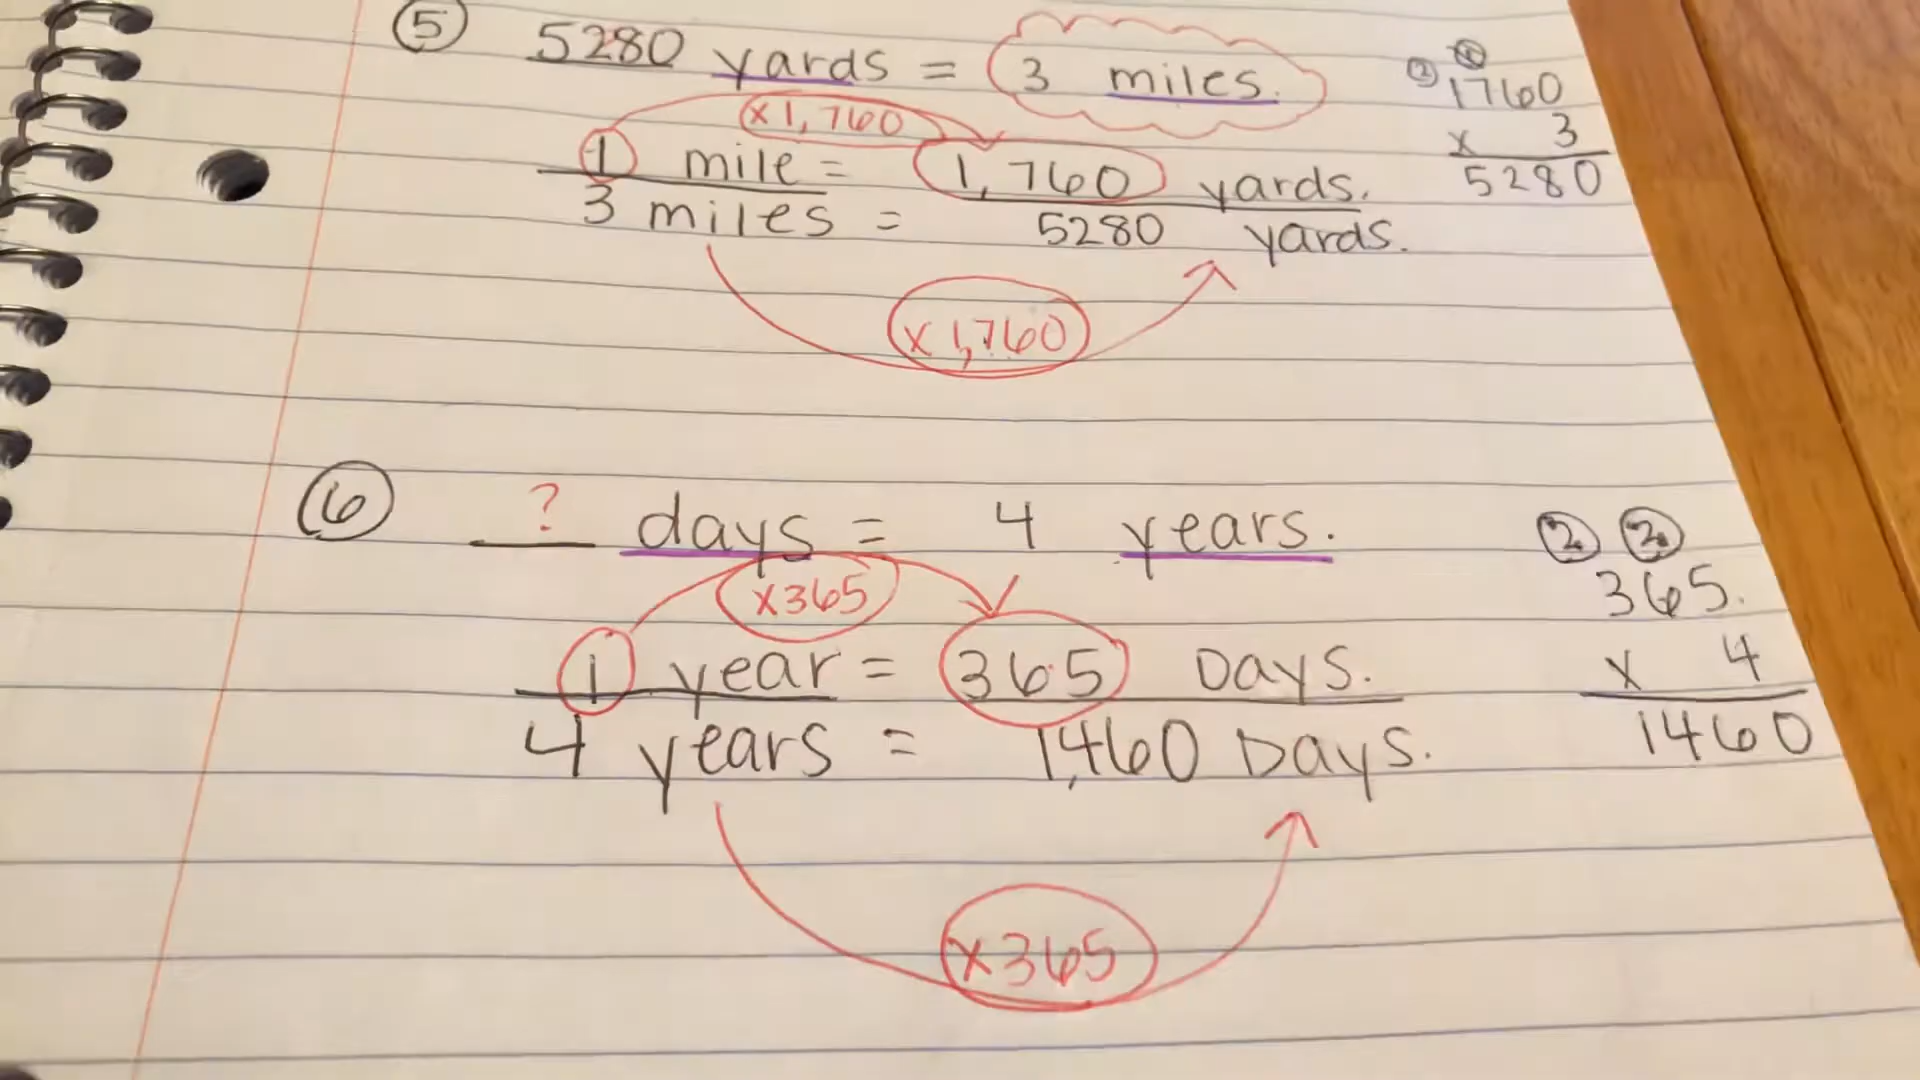 ⑤ 5280 yards = 3 miles.
x1,760
1 mile = 1,760 yards.
3 miles = 5280 yards.
x 1,760
② 
1760
x 3
5280
⑥ ? days = 4 years.
x365
1 year = 365 Days.
4 years = 1,460 Days.
x365
② ②
365.
x 4
1460